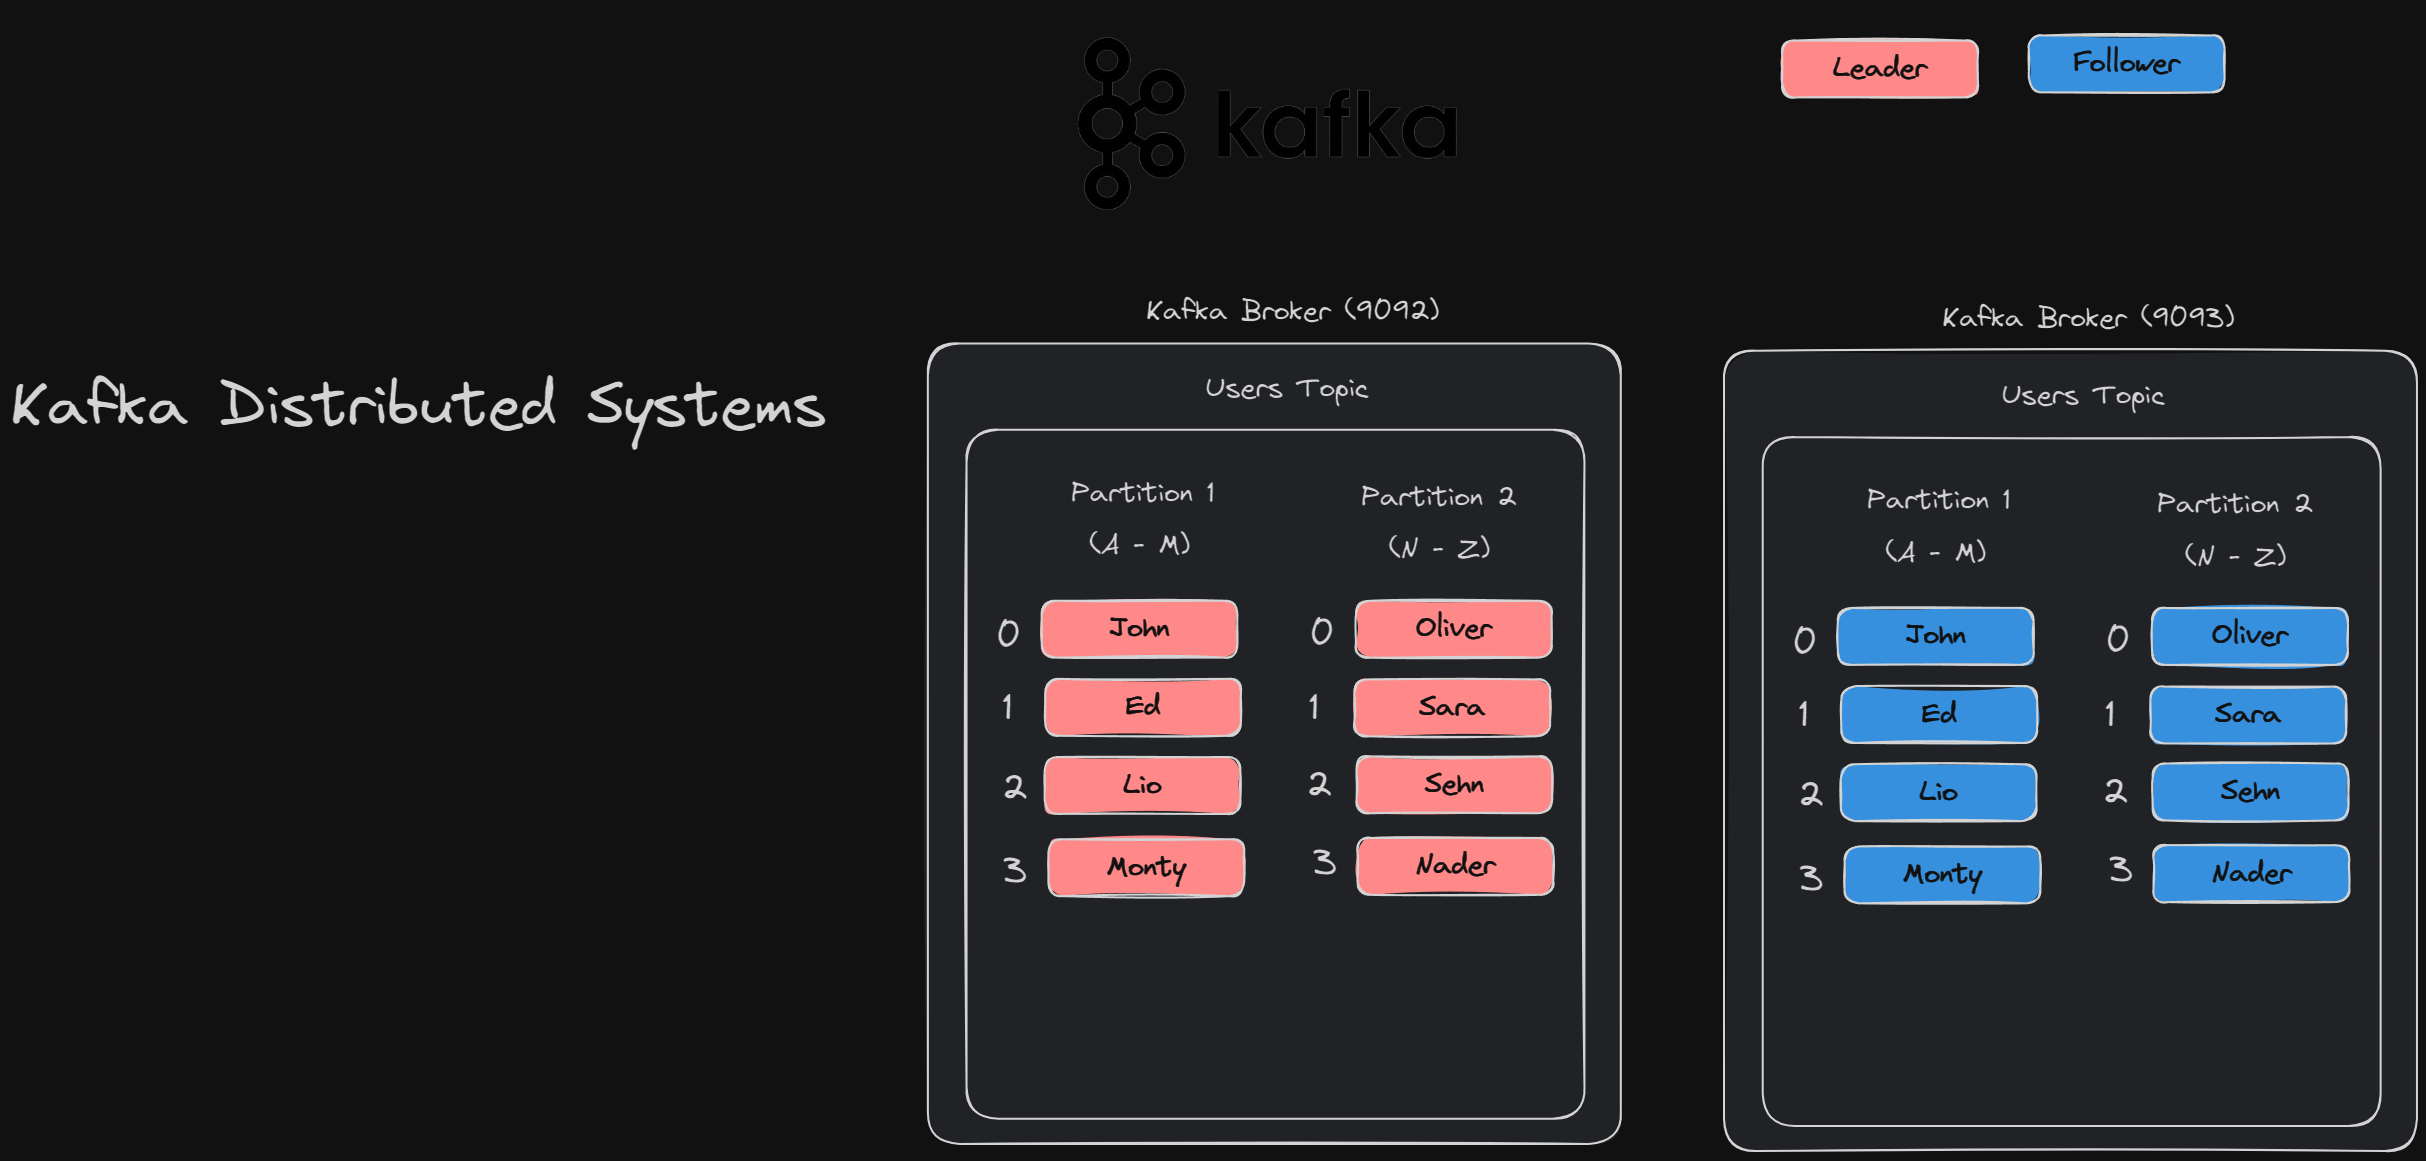 kafka
Leader
Follower
Kafka Distributed Systems
Kafka Broker (9092)
Users Topic
Partition 1
(A - M)
0 John
1 Ed
2 Lio
3 Monty
Partition 2
(N - Z)
0 Oliver
1 Sara
2 Sehn
3 Nader
Kafka Broker (9093)
Users Topic
Partition 1
(A - M)
0 John
1 Ed
2 Lio
3 Monty
Partition 2
(N - Z)
0 Oliver
1 Sara
2 Sehn
3 Nader